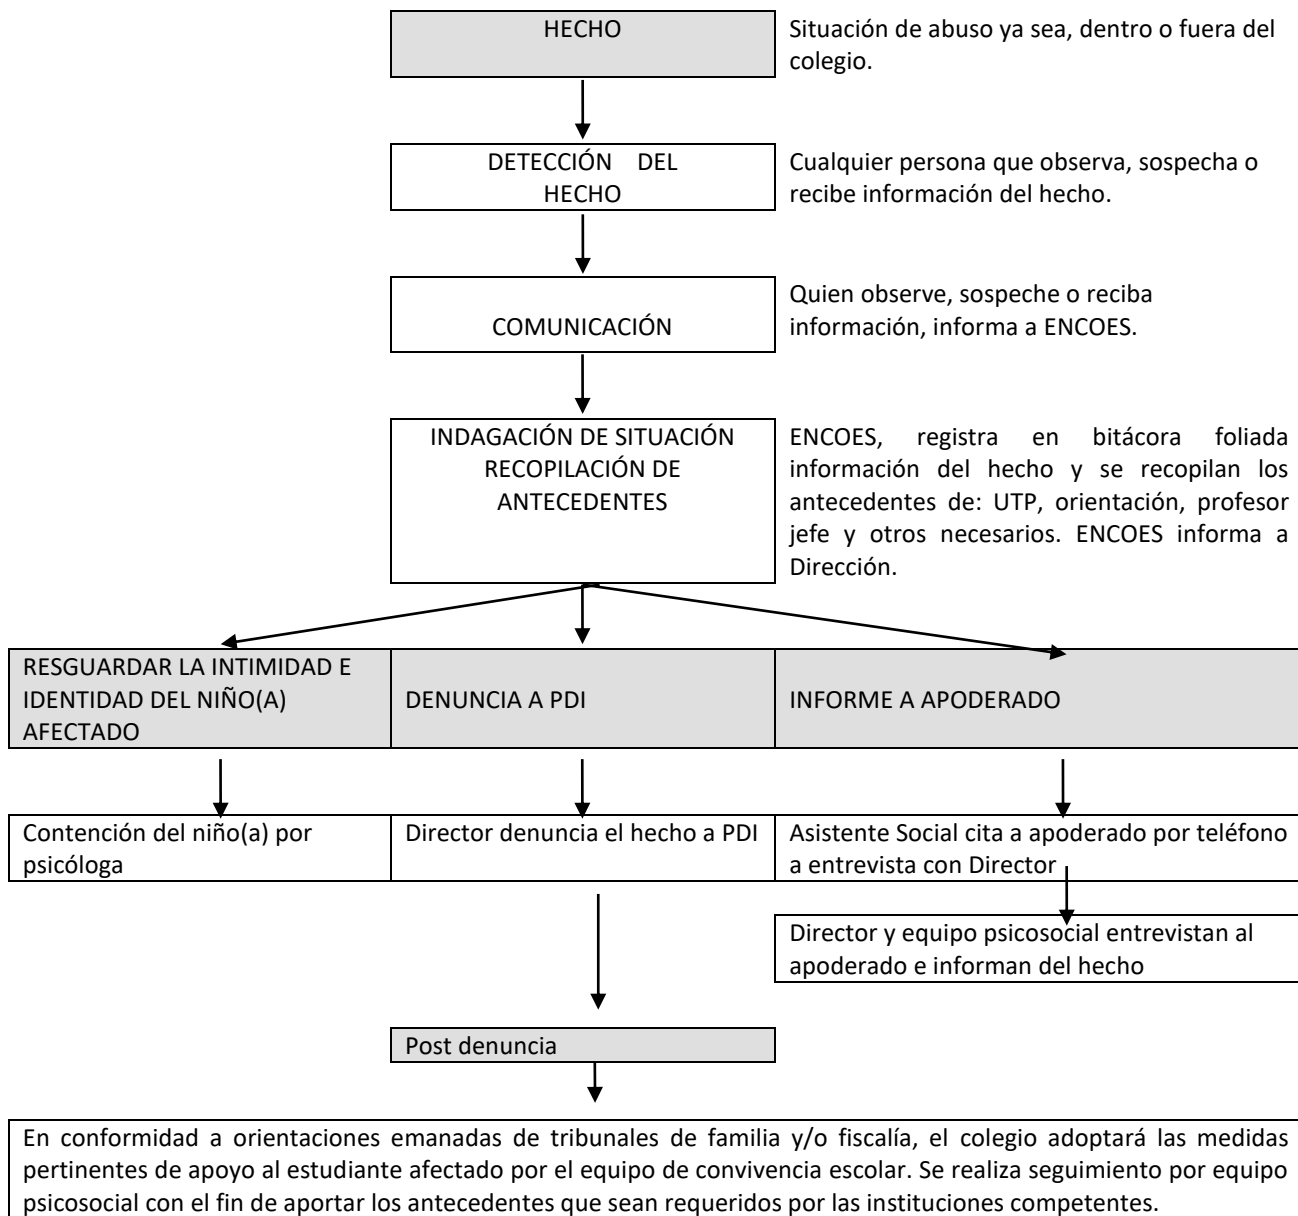 HECHO
Situación de abuso ya sea, dentro o fuera del
colegio.
DETECCIÓN DEL
HECHO
Cualquier persona que observa, sospecha o
recibe información del hecho.
COMUNICACIÓN
Quien observe, sospeche o reciba
información, informa a ENCOES.
INDAGACIÓN DE SITUACIÓN
RECOPILACIÓN DE
ANTECEDENTES
ENCOES, registra en bitácora foliada
información del hecho y se recopilan los
antecedentes de: UTP, orientación, profesor
jefe y otros necesarios. ENCOES informa a
Dirección.
RESGUARDAR LA INTIMIDAD E
IDENTIDAD DEL NIÑO(A)
AFECTADO
DENUNCIA A PDI
INFORME A APODERADO
Contención del niño(a) por
psicóloga
Director denuncia el hecho a PDI
Asistente Social cita a apoderado por teléfono
a entrevista con Director
Director y equipo psicosocial entrevistan al
apoderado e informan del hecho
Post denuncia
En conformidad a orientaciones emanadas de tribunales de familia y/o fiscalía, el colegio adoptará las medidas
pertinentes de apoyo al estudiante afectado por el equipo de convivencia escolar. Se realiza seguimiento por equipo
psicosocial con el fin de aportar los antecedentes que sean requeridos por las instituciones competentes.